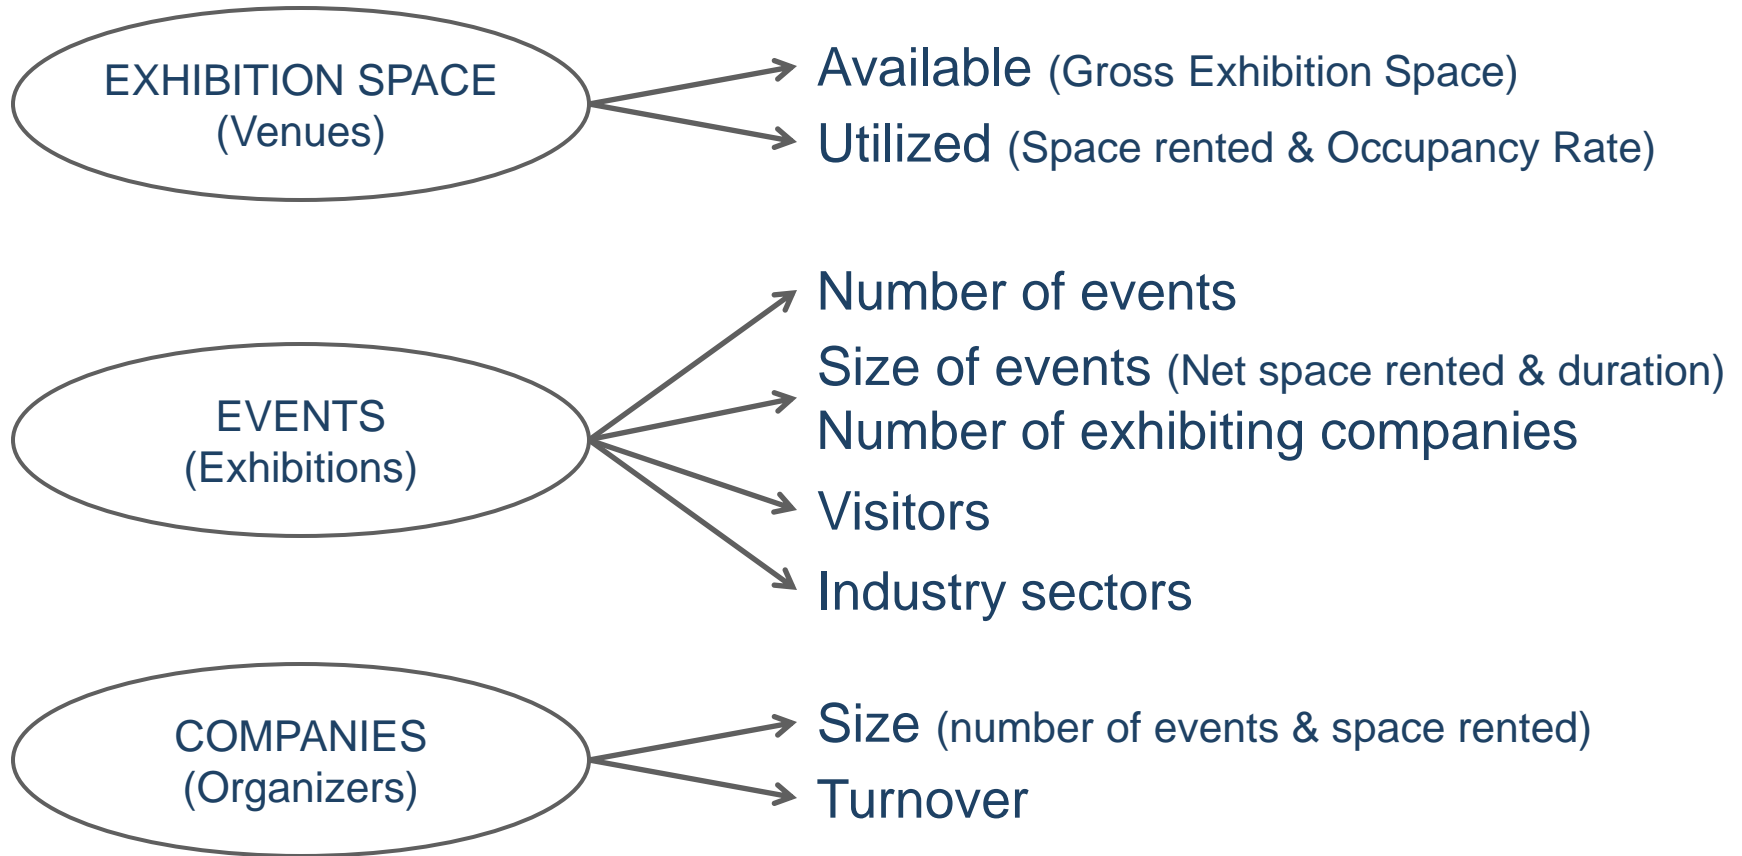 EXHIBITION SPACE
(Venues)
Available (Gross Exhibition Space)
Utilized (Space rented & Occupancy Rate)
EVENTS
(Exhibitions)
Number of events
Size of events (Net space rented & duration)
Number of exhibiting companies
Visitors
Industry sectors
COMPANIES
(Organizers)
Size (number of events & space rented)
Turnover